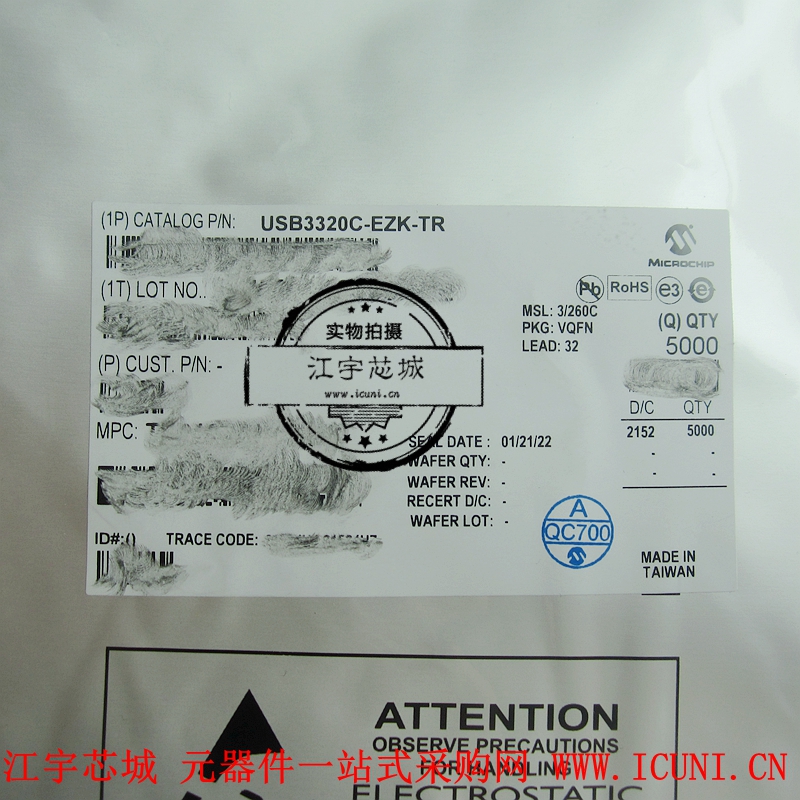 (1P) CATALOG P/N: USB3320C-EZK-TR
MICROCHIP
(1T) LOT NO..
Pb RoHS e3 e
MSL: 3/260C
PKG: VQFN
LEAD: 32
(Q) QTY
5000
实物拍摄
江宇芯城
www.icuni.cn
(P) CUST. P/N: -
D/C QTY
2152 5000
- -
- -
MPC:
SEAL DATE : 01/21/22
WAFER QTY: -
WAFER REV: -
RECERT D/C: -
WAFER LOT: -
A
QC700
ID#:()
TRACE CODE:
MADE IN
TAIWAN
ATTENTION
OBSERVE PRECAUTIONS
FOR HANDLING
ELECTROSTATIC
江宇芯城 元器件一站式采购网 WWW.ICUNI.CN